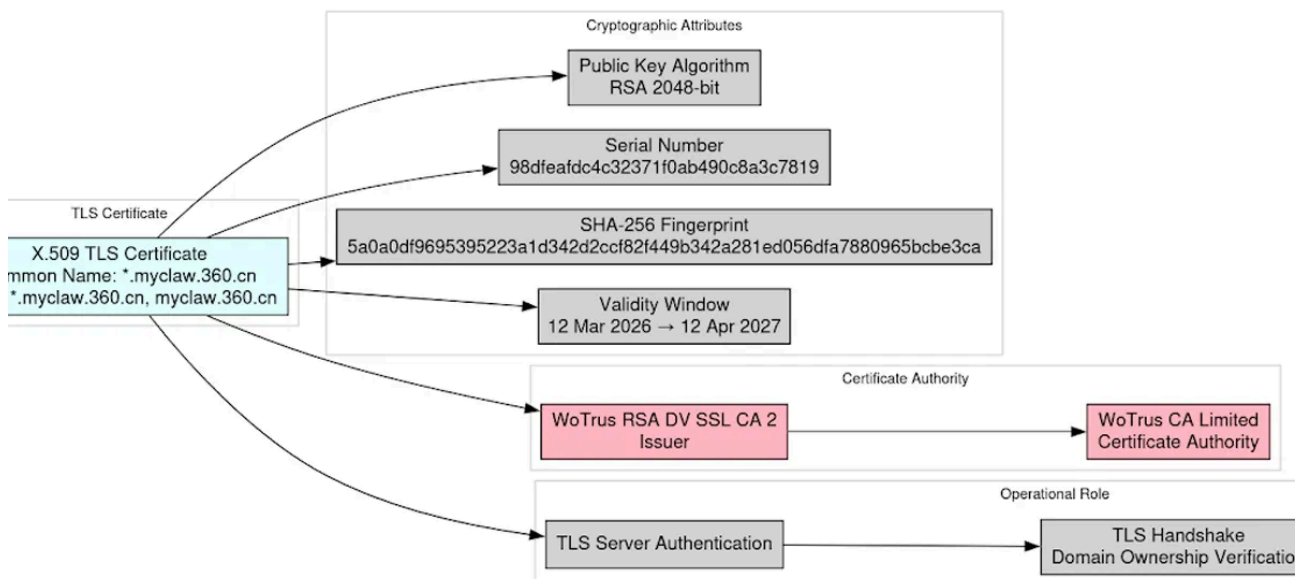 Cryptographic Attributes
Public Key Algorithm
RSA 2048-bit
Serial Number
98dfeafdc4c32371f0ab490c8a3c7819
TLS Certificate
X.509 TLS Certificate
mmon Name: *.myclaw.360.cn
*.myclaw.360.cn, myclaw.360.cn
SHA-256 Fingerprint
5a0a0df9695395223a1d342d2ccf82f449b342a281ed056dfa7880965bcbe3ca
Validity Window
12 Mar 2026 → 12 Apr 2027
Certificate Authority
WoTrus RSA DV SSL CA 2
Issuer
WoTrus CA Limited
Certificate Authority
Operational Role
TLS Server Authentication
TLS Handshake
Domain Ownership Verificatio